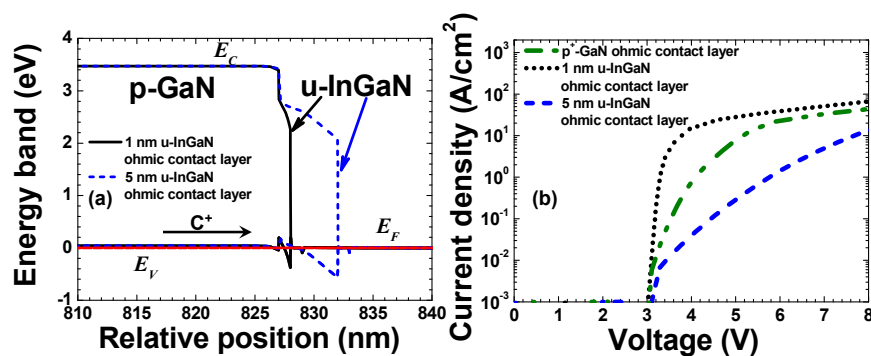 4
3
2
1
0
-1
Energy band (eV)
E_C
p-GaN
u-InGaN
1 nm u-InGaN
ohmic contact layer
5 nm u-InGaN
ohmic contact layer
(a)
C⁺
E_F
E_V
810 815 820 825 830 835 840
Relative position (nm)
Current density (A/cm²)
10³
10²
10¹
10⁰
10⁻¹
10⁻²
10⁻³
p⁺-GaN ohmic contact layer
1 nm u-InGaN
ohmic contact layer
5 nm u-InGaN
ohmic contact layer
(b)
0 1 2 3 4 5 6 7 8
Voltage (V)